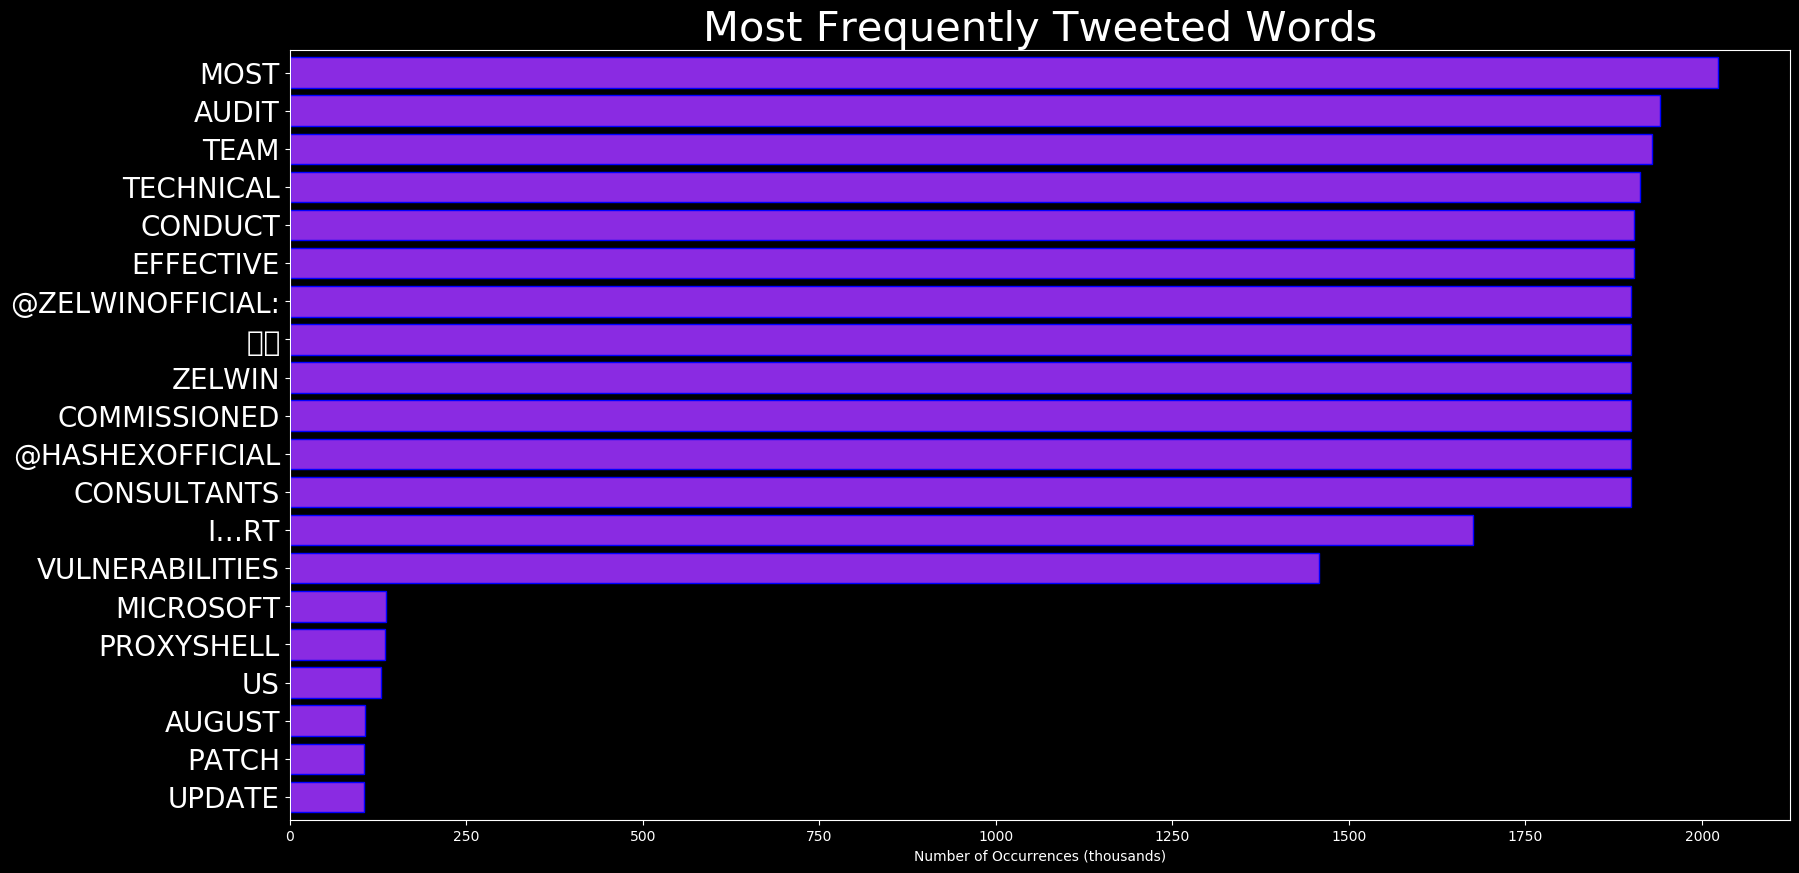 Most Frequently Tweeted Words
MOST
AUDIT
TEAM
TECHNICAL
CONDUCT
EFFECTIVE
@ZELWINOFFICIAL:
ZELWIN
COMMISSIONED
@HASHEXOFFICIAL
CONSULTANTS
I...RT
VULNERABILITIES
MICROSOFT
PROXYSHELL
US
AUGUST
PATCH
UPDATE
0 250 500 750 1000 1250 1500 1750 2000
Number of Occurrences (thousands)